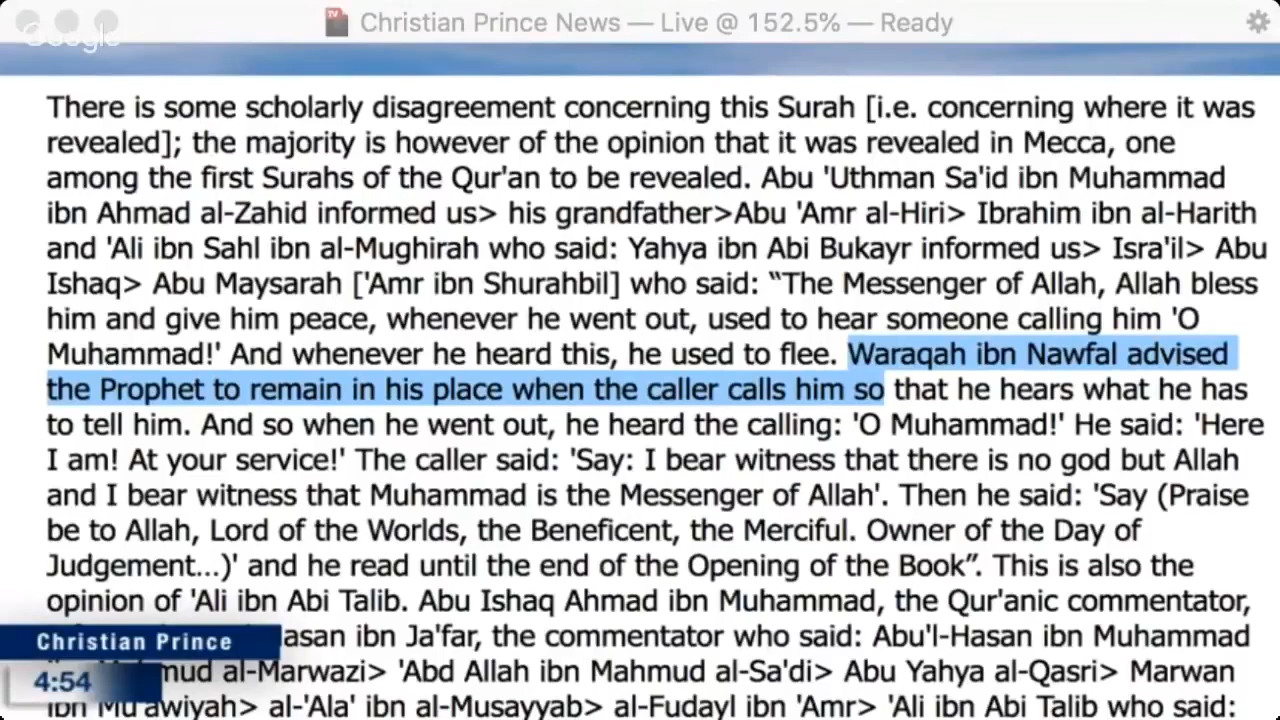 Christian Prince News — Live @ 152.5% — Ready
Google
There is some scholarly disagreement concerning this Surah [i.e. concerning where it was
revealed]; the majority is however of the opinion that it was revealed in Mecca, one
among the first Surahs of the Qur'an to be revealed. Abu 'Uthman Sa'id ibn Muhammad
ibn Ahmad al-Zahid informed us> his grandfather>Abu 'Amr al-Hiri> Ibrahim ibn al-Harith
and 'Ali ibn Sahl ibn al-Mughirah who said: Yahya ibn Abi Bukayr informed us> Isra'il> Abu
Ishaq> Abu Maysarah ['Amr ibn Shurahbil] who said: “The Messenger of Allah, Allah bless
him and give him peace, whenever he went out, used to hear someone calling him 'O
Muhammad!' And whenever he heard this, he used to flee. Waraqah ibn Nawfal advised
the Prophet to remain in his place when the caller calls him so that he hears what he has
to tell him. And so when he went out, he heard the calling: 'O Muhammad!' He said: 'Here
I am! At your service!' The caller said: 'Say: I bear witness that there is no god but Allah
and I bear witness that Muhammad is the Messenger of Allah'. Then he said: 'Say (Praise
be to Allah, Lord of the Worlds, the Beneficent, the Merciful. Owner of the Day of
Judgement...)' and he read until the end of the Opening of the Book”. This is also the
opinion of 'Ali ibn Abi Talib. Abu Ishaq Ahmad ibn Muhammad, the Qur'anic commentator,
asan ibn Ja'far, the commentator who said: Abu'l-Hasan ibn Muhammad
mud al-Marwazi> 'Abd Allah ibn Mahmud al-Sa'di> Abu Yahya al-Qasri> Marwan
ibn Mu'awiyah> al-'Ala' ibn al-Musayyab> al-Fudayl ibn 'Amr> 'Ali ibn Abi Talib who said:
Christian Prince
4:54